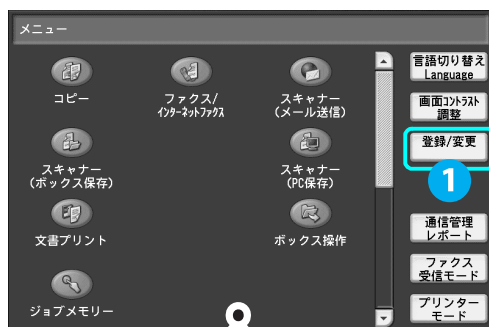 メニュー
コピー
ファクス/
インターネットファクス
スキャナー
(メール送信)
スキャナー
(ボックス保存)
スキャナー
(PC保存)
文書プリント
ボックス操作
ジョブメモリー
言語切り替え
Language
画面コントラスト
調整
登録/変更
1
通信管理
レポート
ファクス
受信モード
プリンター
モード